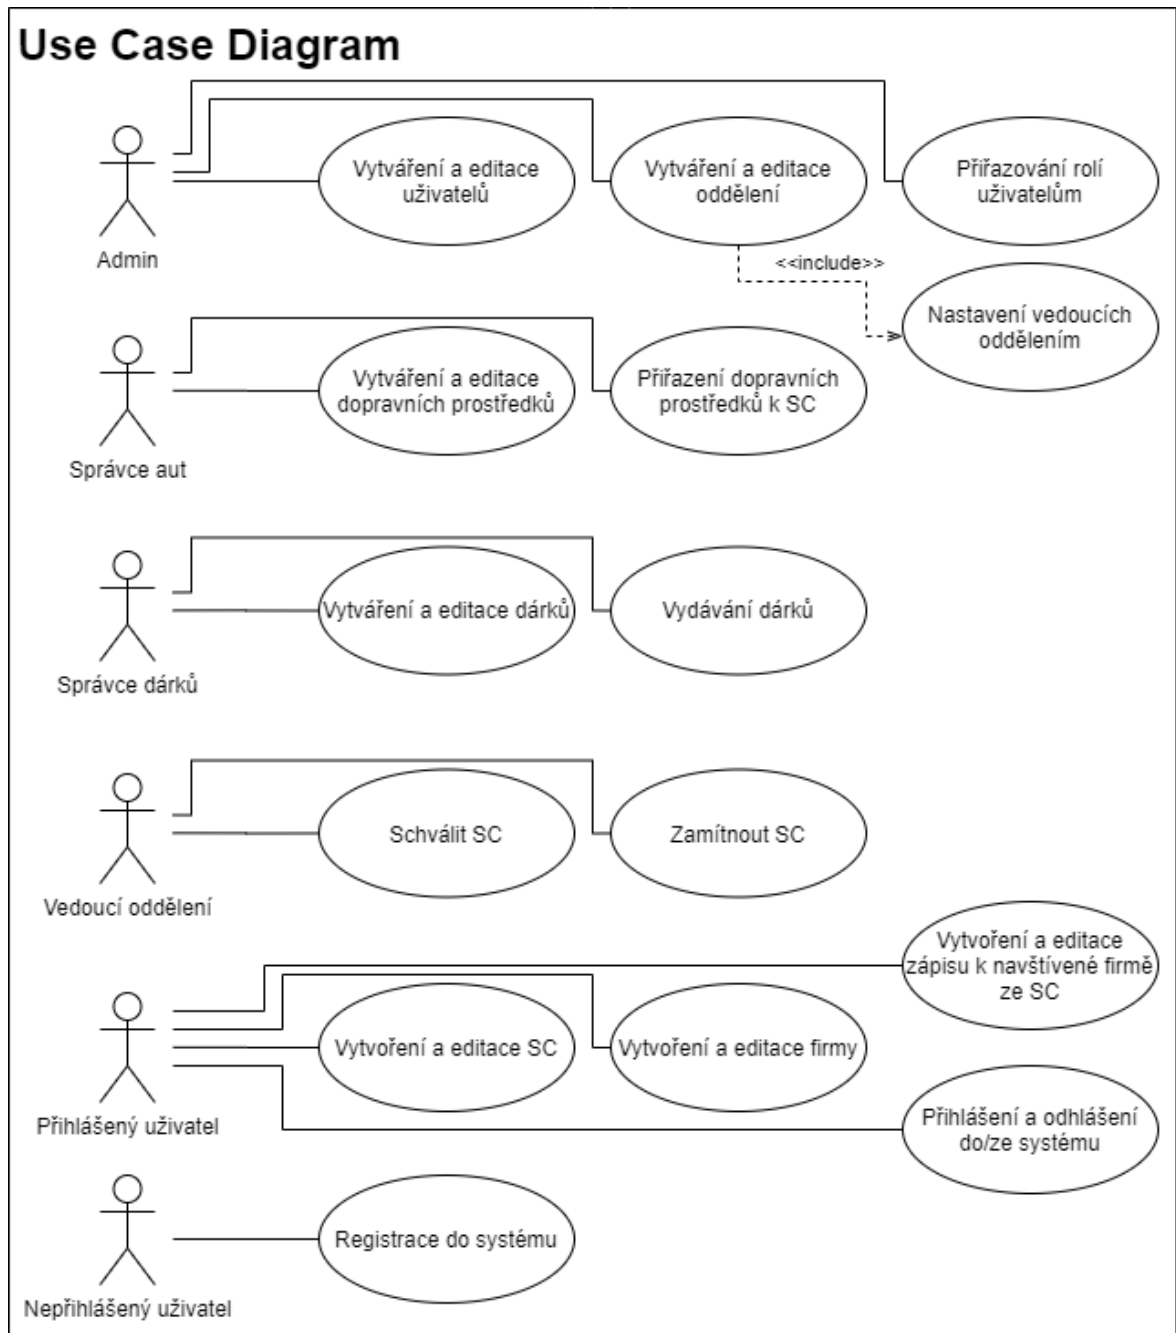 Use Case Diagram
Vytváření a editace
uživatelů
Vytváření a editace
oddělení
Přiřazování rolí
uživatelům
Admin
<<include>>
Nastavení vedoucích
oddělením
Vytváření a editace
dopravních prostředků
Přiřazení dopravních
prostředků k SC
Správce aut
Vytváření a editace dárků
Vydávání dárků
Správce dárků
Schválit SC
Zamítnout SC
Vedoucí oddělení
Vytvoření a editace
zápisu k navštívené firmě
ze SC
Vytvoření a editace SC
Vytvoření a editace firmy
Přihlášený uživatel
Přihlášení a odhlášení
do/ze systému
Registrace do systému
Nepřihlášený uživatel